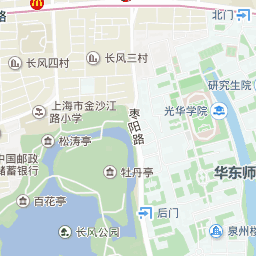 北门
路
长风四村
长风三村
研究生院
光华学院
上海市金沙江
路小学
枣阳路
松涛亭
中国邮政
储蓄银行
牡丹亭
华东师
百花亭
后门
长风公园
泉州楼